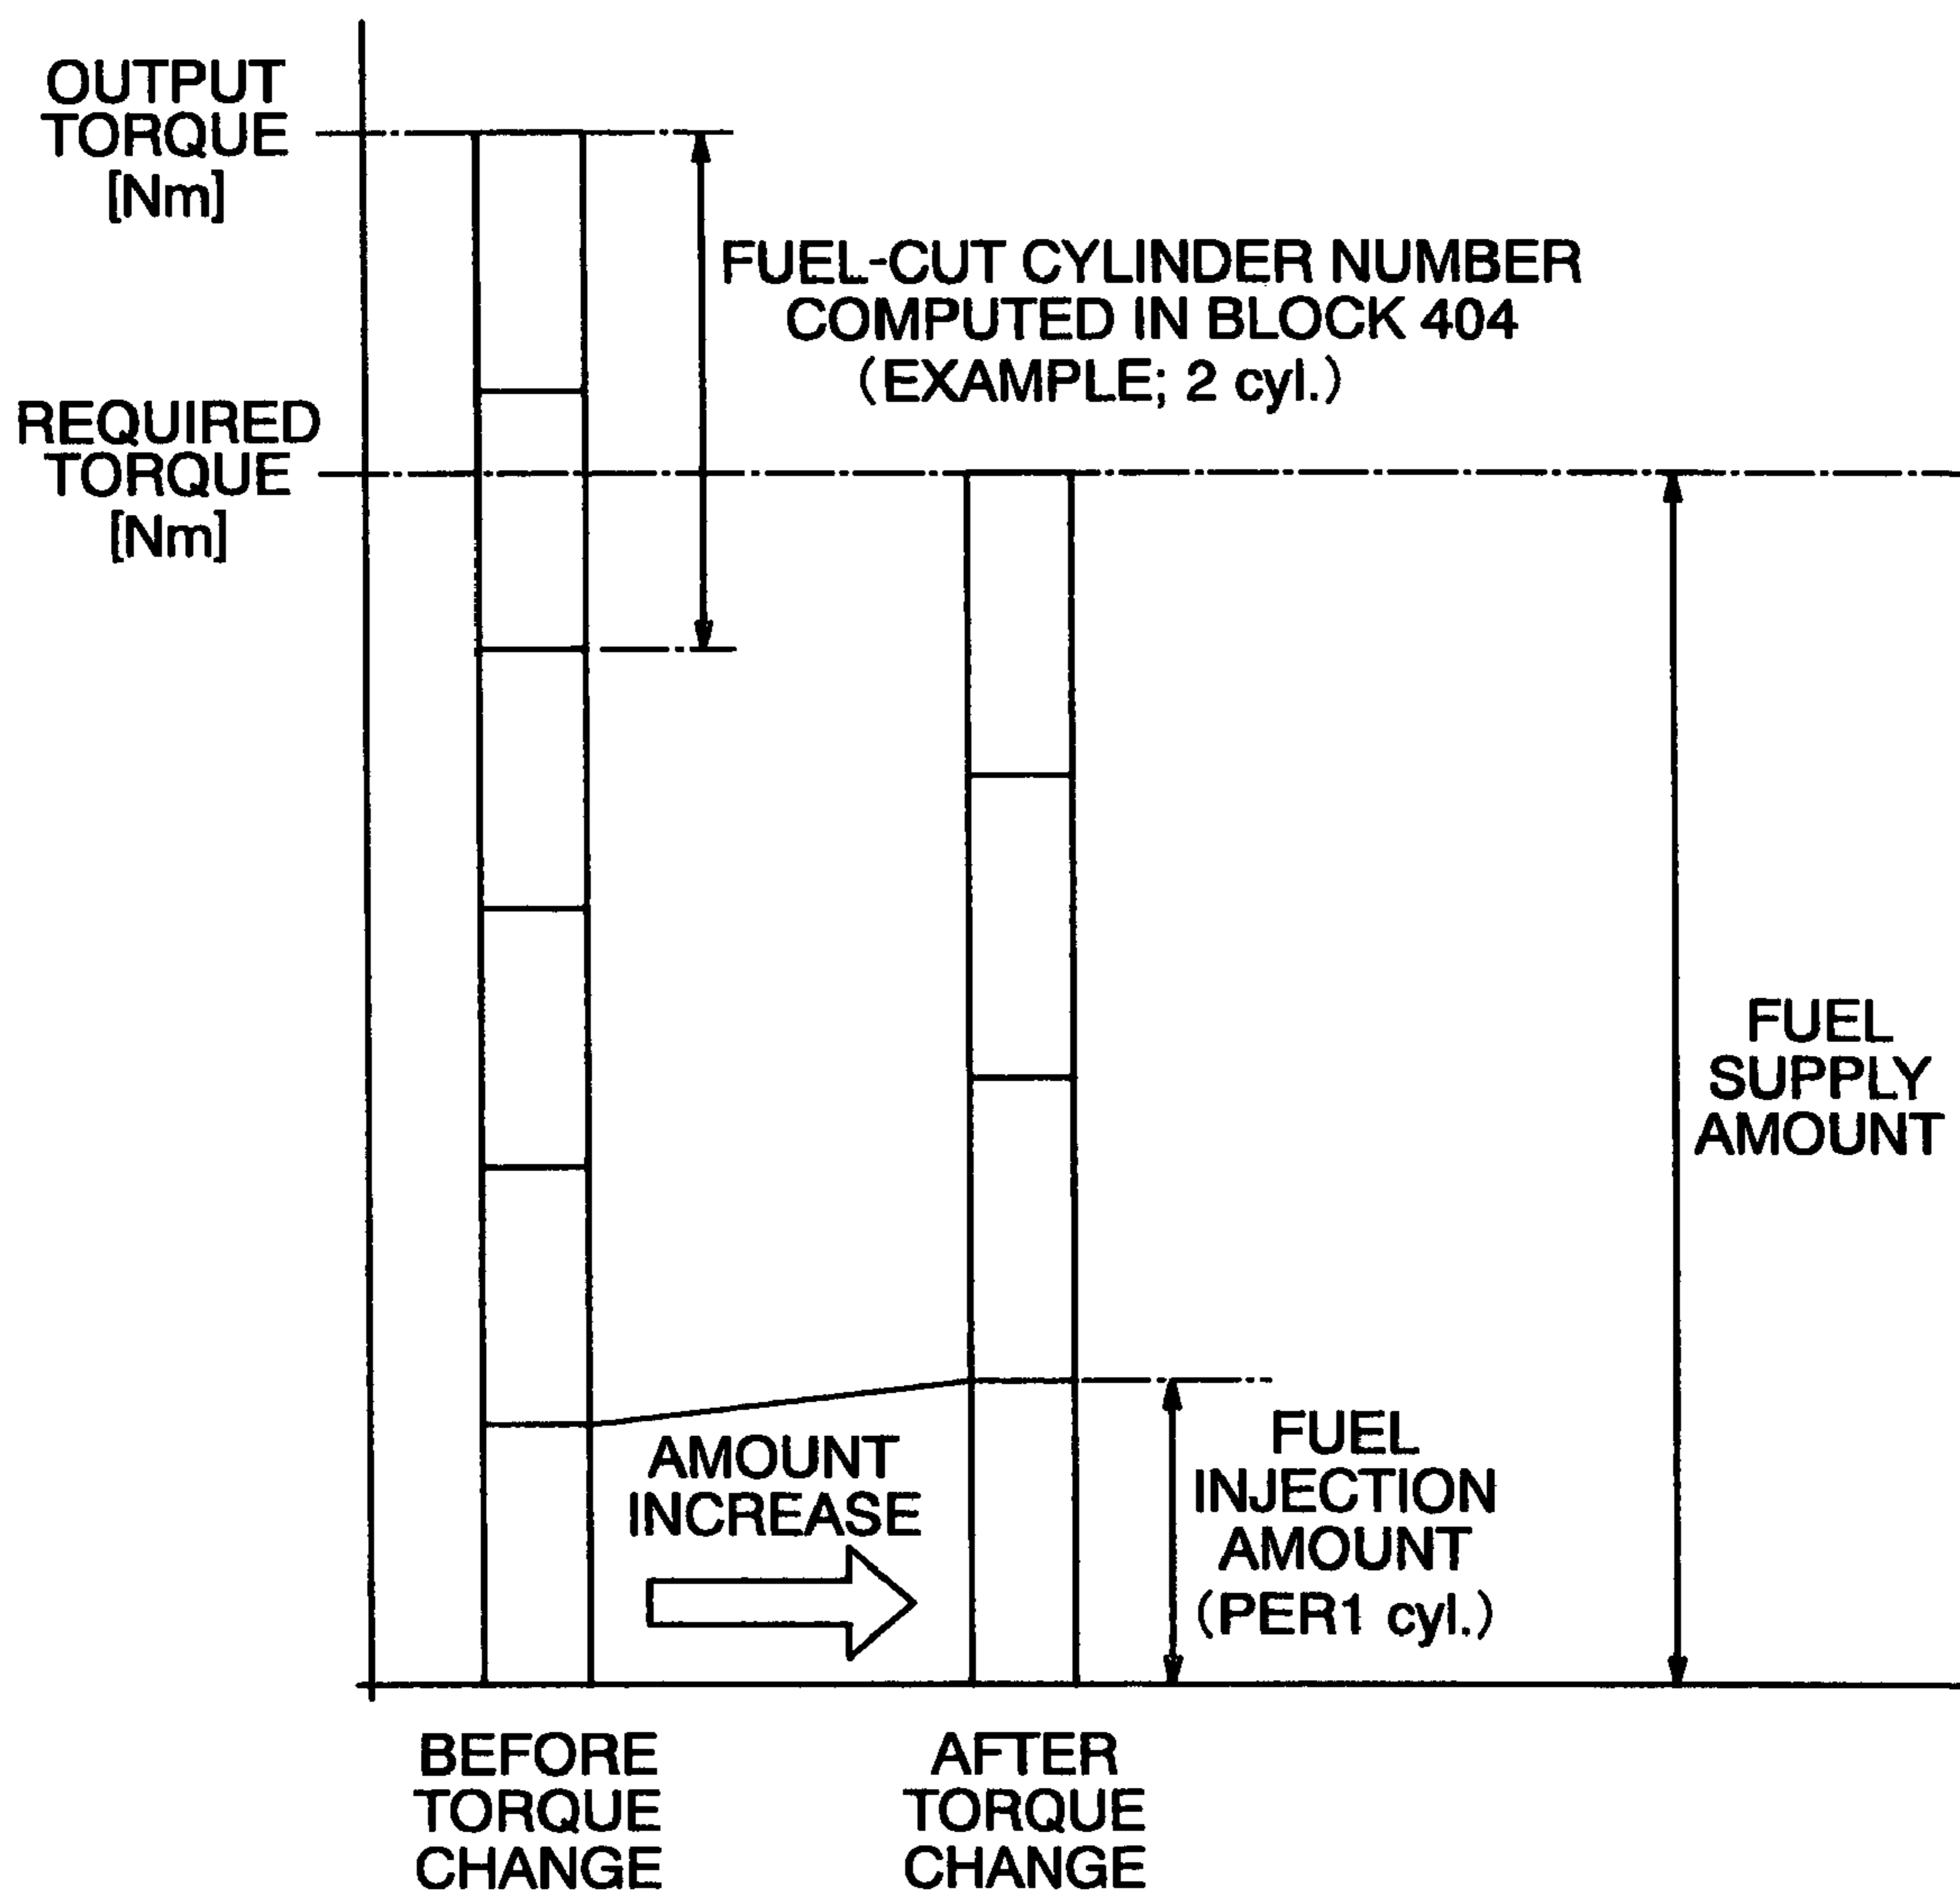 OUTPUT
TORQUE
[Nm]
FUEL-CUT CYLINDER NUMBER
COMPUTED IN BLOCK 404
(EXAMPLE; 2 cyl.)
REQUIRED
TORQUE
[Nm]
FUEL
SUPPLY
AMOUNT
AMOUNT
INCREASE
FUEL
INJECTION
AMOUNT
(PER1 cyl.)
BEFORE
TORQUE
CHANGE
AFTER
TORQUE
CHANGE